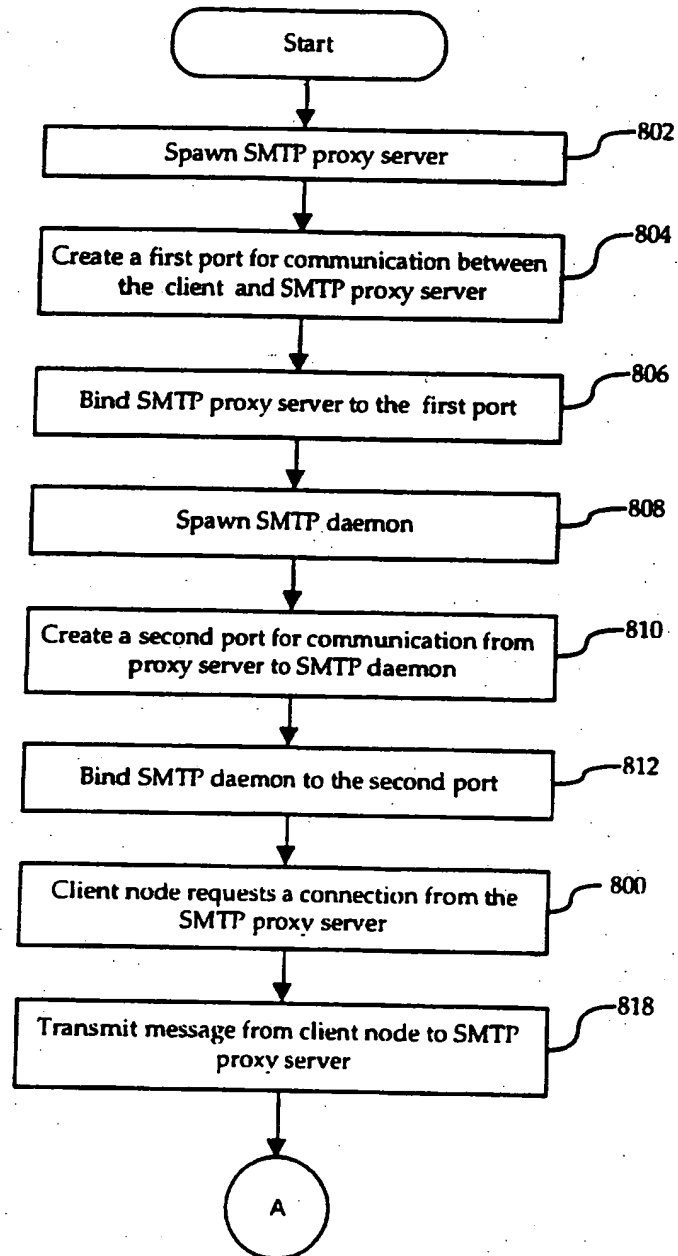 Start
Spawn SMTP proxy server
802
Create a first port for communication between
the client and SMTP proxy server
804
Bind SMTP proxy server to the first port
806
Spawn SMTP daemon
808
Create a second port for communication from
proxy server to SMTP daemon
810
Bind SMTP daemon to the second port
812
Client node requests a connection from the
SMTP proxy server
800
Transmit message from client node to SMTP
proxy server
818
A